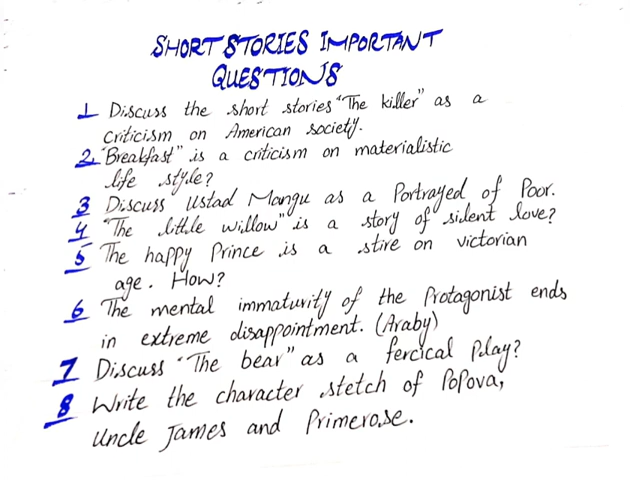 SHORT STORIES IMPORTANT
QUESTIONS
1 Discuss the short stories "The killer" as a
criticism on American society.
2. "Breakfast" is a criticism on materialistic
life style?
3 Discuss Ustad Mangu as a Portrayed of Poor.
4 "The little willow" is a story of silent love?
5 The happy Prince is a stire on victorian
age. How?
6 The mental immaturity of the Protagonist ends
in extreme disappointment. (Araby)
7 Discuss "The bear" as a fercical Play?
8 Write the character stetch of Popova,
Uncle James and Primerose.